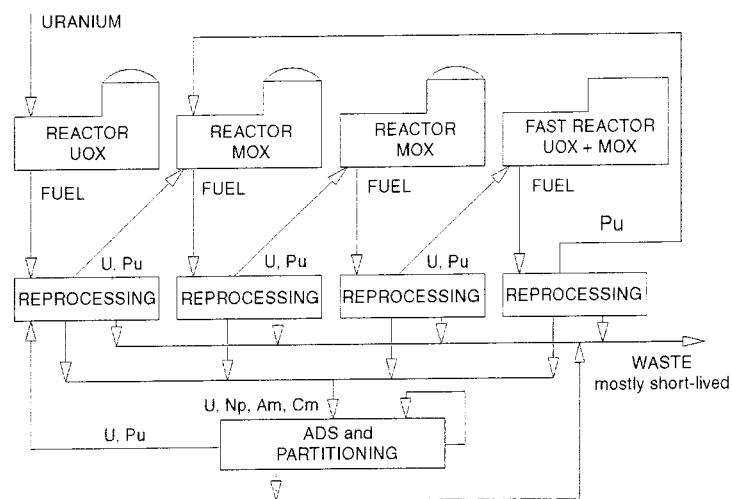 URANIUM
REACTOR
UOX
REACTOR
MOX
REACTOR
MOX
FAST REACTOR
UOX + MOX
FUEL
FUEL
FUEL
FUEL
Pu
U, Pu
U, Pu
U, Pu
REPROCESSING
REPROCESSING
REPROCESSING
REPROCESSING
WASTE
mostly short-lived
U, Np, Am, Cm
U, Pu
ADS and
PARTITIONING